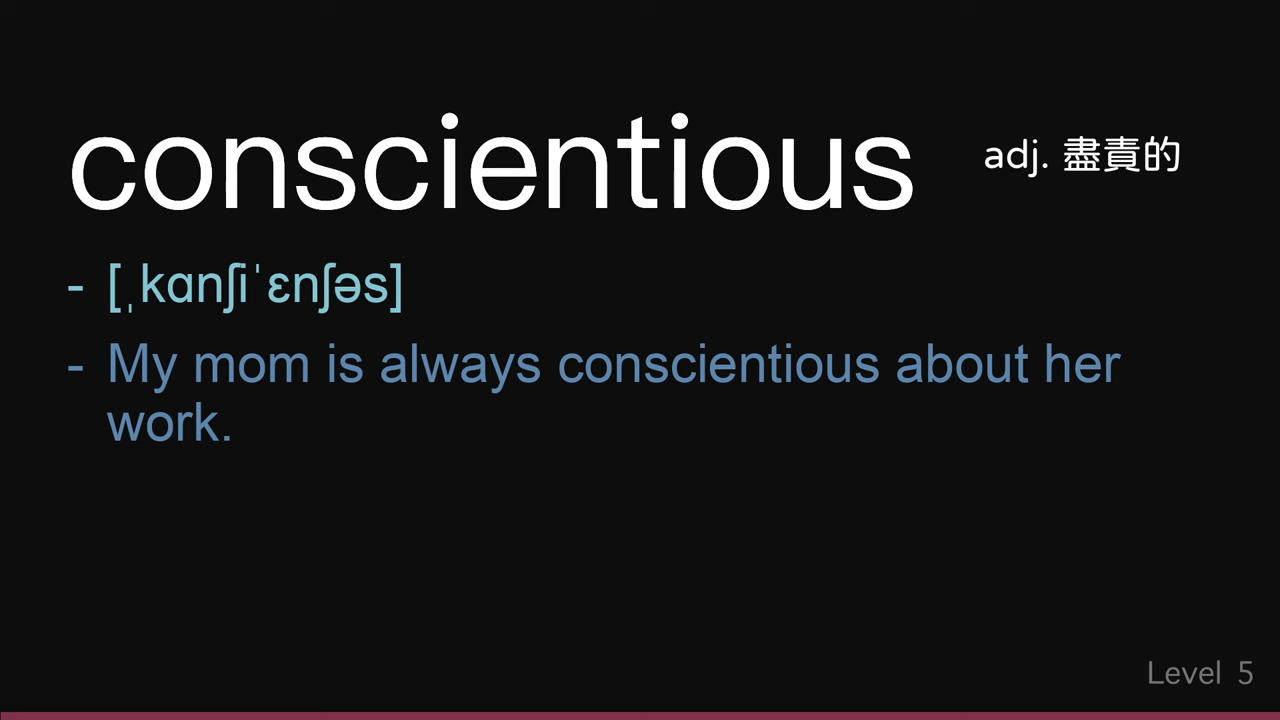 conscientious adj. 盡責的
- [ˌkɑnʃiˈɛnʃəs]
- My mom is always conscientious about her
work.
Level 5